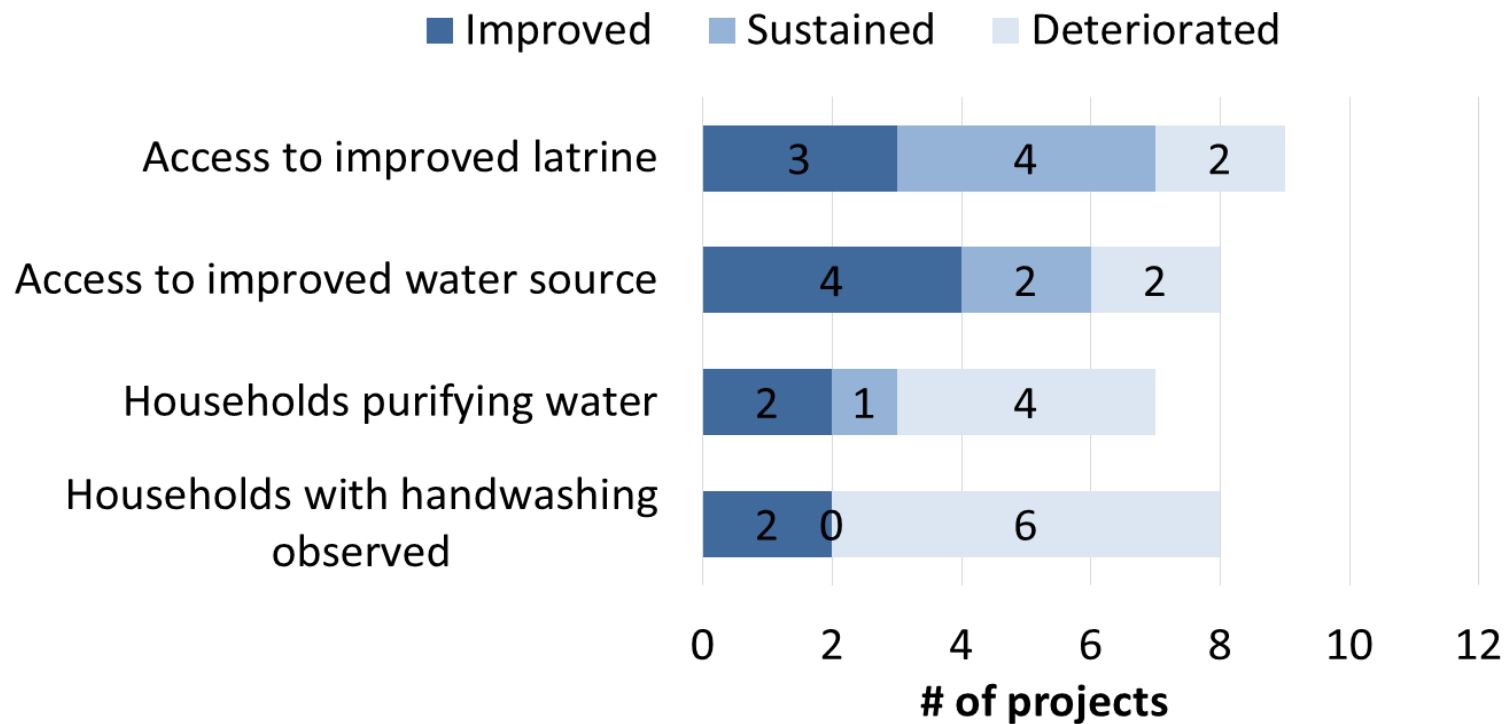 Improved Sustained Deteriorated
Access to improved latrine 3 4 2
Access to improved water source 4 2 2
Households purifying water 2 1 4
Households with handwashing
observed 2 0 6
0 2 4 6 8 10 12
# of projects